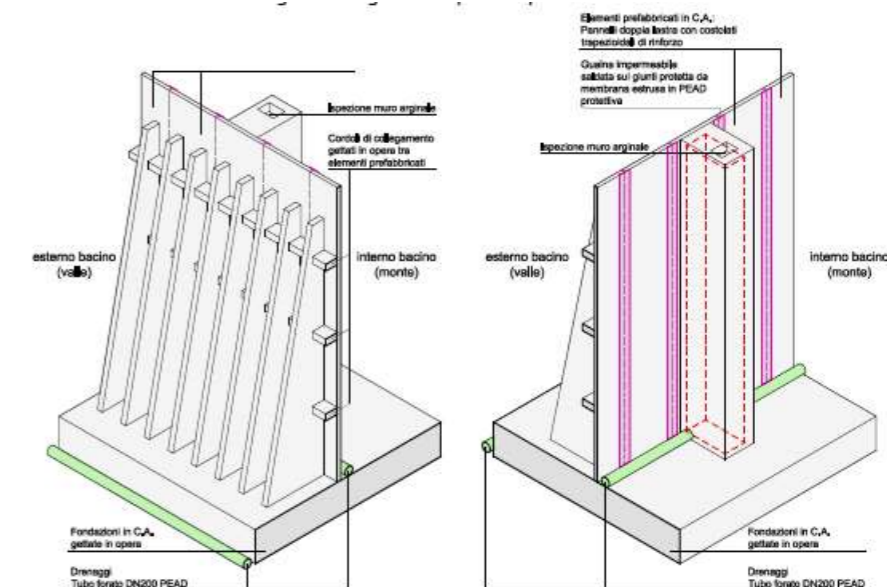 Ispezione muro arginale
Cordoli di collegamento
gettati in opera tra
elementi prefabbricati
esterno bacino
(valle)
interno bacino
(monte)
Fondazioni in C.A.
gettate in opera
Drenaggi
Tubo forato DN200 PEAD
Elementi prefabbricati in C.A.:
Pannelli doppia lastra con costolati
trapezioidali di rinforzo
Guaina impermeabile
saldata sui giunti protetta da
membrana estrusa in PEAD
protettiva
Ispezione muro arginale
esterno bacino
(valle)
interno bacino
(monte)
Fondazioni in C.A.
gettate in opera
Drenaggi
Tubo forato DN200 PEAD